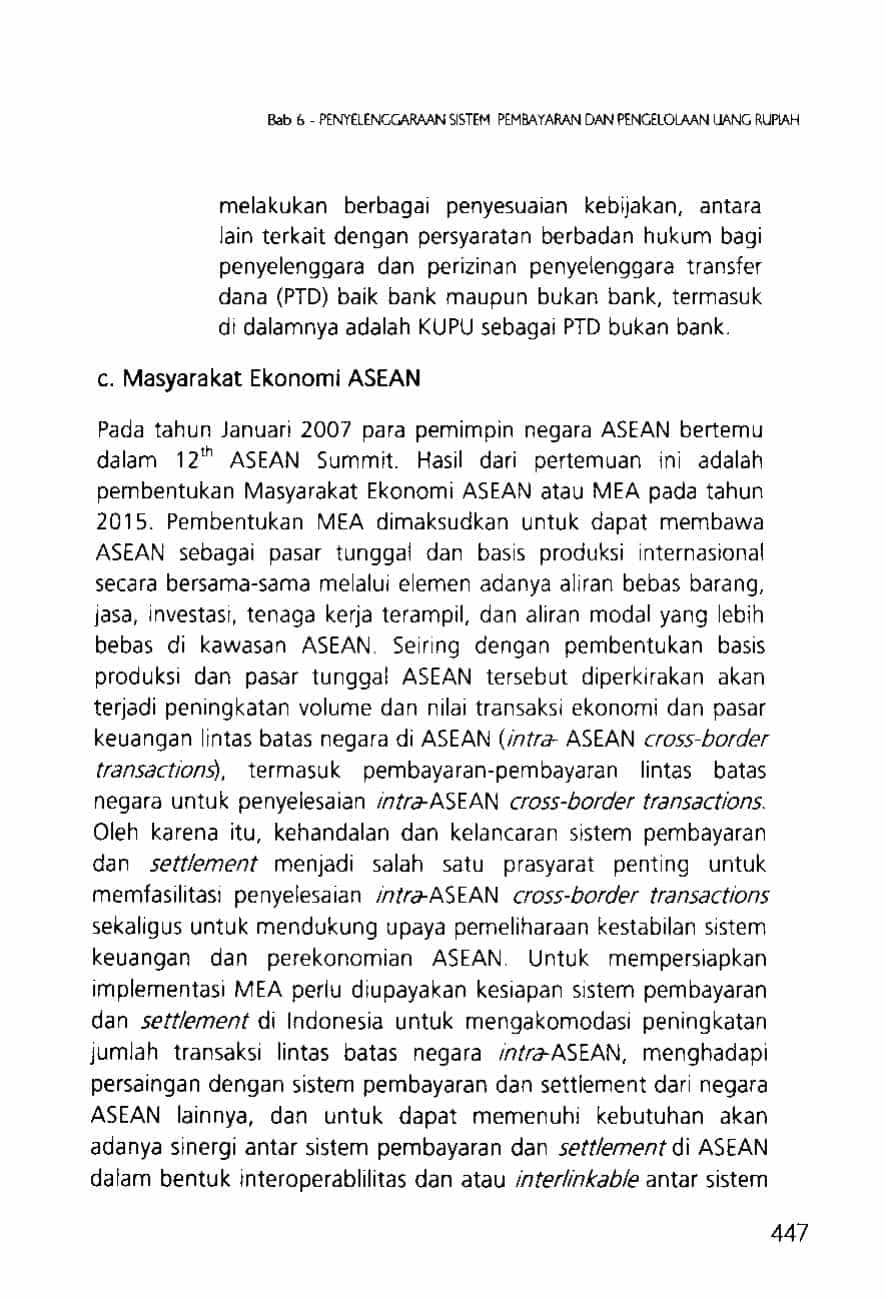 Bab 6 - PENYELENGGARAAN SISTEM PEMBAYARAN DAN PENGELOLAAN UANG RUPIAH
melakukan berbagai penyesuaian kebijakan, antara
lain terkait dengan persyaratan berbadan hukum bagi
penyelenggara dan perizinan penyelenggara transfer
dana (PTD) baik bank maupun bukan bank, termasuk
di dalamnya adalah KUPU sebagai PTD bukan bank.
c. Masyarakat Ekonomi ASEAN
Pada tahun Januari 2007 para pemimpin negara ASEAN bertemu
dalam 12th ASEAN Summit. Hasil dari pertemuan ini adalah
pembentukan Masyarakat Ekonomi ASEAN atau MEA pada tahun
2015. Pembentukan MEA dimaksudkan untuk dapat membawa
ASEAN sebagai pasar tunggal dan basis produksi internasional
secara bersama-sama melalui elemen adanya aliran bebas barang,
jasa, investasi, tenaga kerja terampil, dan aliran modal yang lebih
bebas di kawasan ASEAN. Seiring dengan pembentukan basis
produksi dan pasar tunggal ASEAN tersebut diperkirakan akan
terjadi peningkatan volume dan nilai transaksi ekonomi dan pasar
keuangan lintas batas negara di ASEAN (intra- ASEAN cross-border
transactions), termasuk pembayaran-pembayaran lintas batas
negara untuk penyelesaian intra-ASEAN cross-border transactions.
Oleh karena itu, kehandalan dan kelancaran sistem pembayaran
dan settlement menjadi salah satu prasyarat penting untuk
memfasilitasi penyelesaian intra-ASEAN cross-border transactions
sekaligus untuk mendukung upaya pemeliharaan kestabilan sistem
keuangan dan perekonomian ASEAN. Untuk mempersiapkan
implementasi MEA perlu diupayakan kesiapan sistem pembayaran
dan settlement di Indonesia untuk mengakomodasi peningkatan
jumlah transaksi lintas batas negara intra-ASEAN, menghadapi
persaingan dengan sistem pembayaran dan settlement dari negara
ASEAN lainnya, dan untuk dapat memenuhi kebutuhan akan
adanya sinergi antar sistem pembayaran dan settlement di ASEAN
dalam bentuk interoperablilitas dan atau interlinkable antar sistem
447